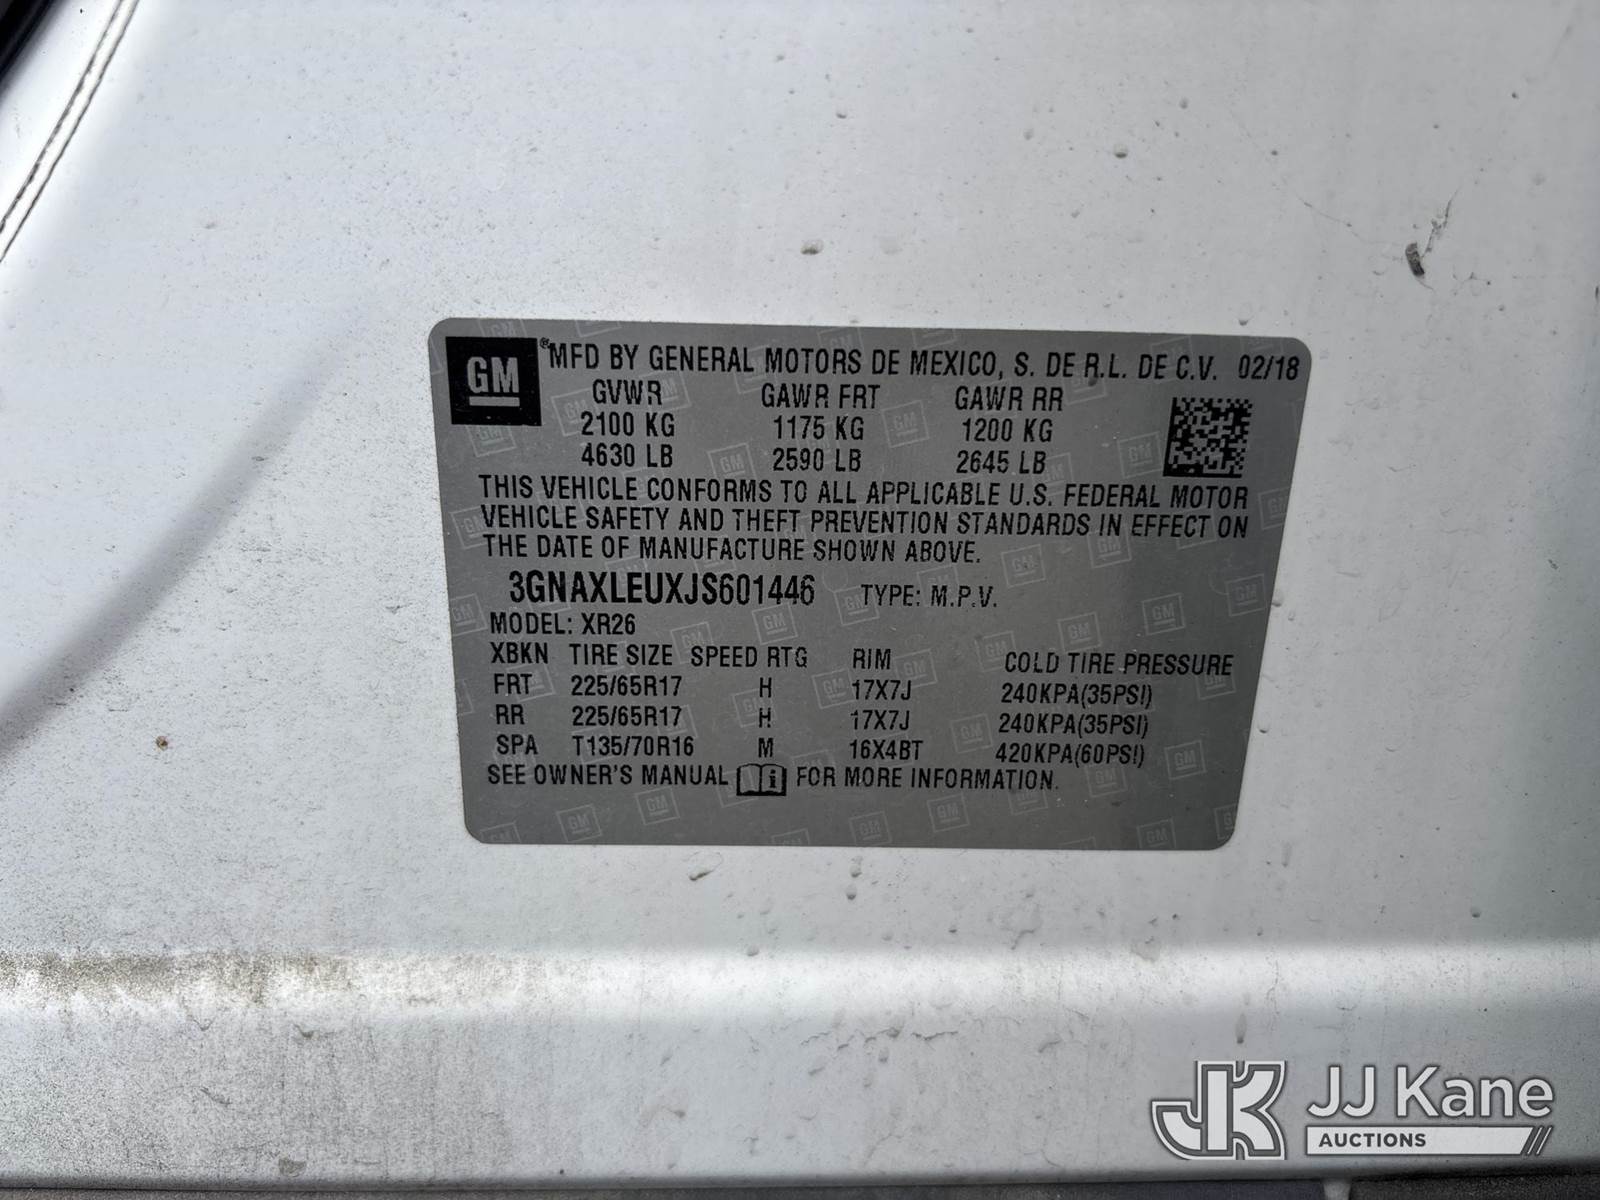 GM ® MFD BY GENERAL MOTORS DE MEXICO, S. DE R.L. DE C.V. 02/18
GVWR GAWR FRT GAWR RR
2100 KG 1175 KG 1200 KG
4630 LB 2590 LB 2645 LB
THIS VEHICLE CONFORMS TO ALL APPLICABLE U.S. FEDERAL MOTOR
VEHICLE SAFETY AND THEFT PREVENTION STANDARDS IN EFFECT ON
THE DATE OF MANUFACTURE SHOWN ABOVE.
3GNAXLEUXJS601446 TYPE: M.P.V.
MODEL: XR26
XBKN TIRE SIZE SPEED RTG RIM COLD TIRE PRESSURE
FRT 225/65R17 H 17X7J 240KPA(35PSI)
RR 225/65R17 H 17X7J 240KPA(35PSI)
SPA T135/70R16 M 16X4BT 420KPA(60PSI)
SEE OWNER'S MANUAL i FOR MORE INFORMATION.
JK JJ Kane
AUCTIONS